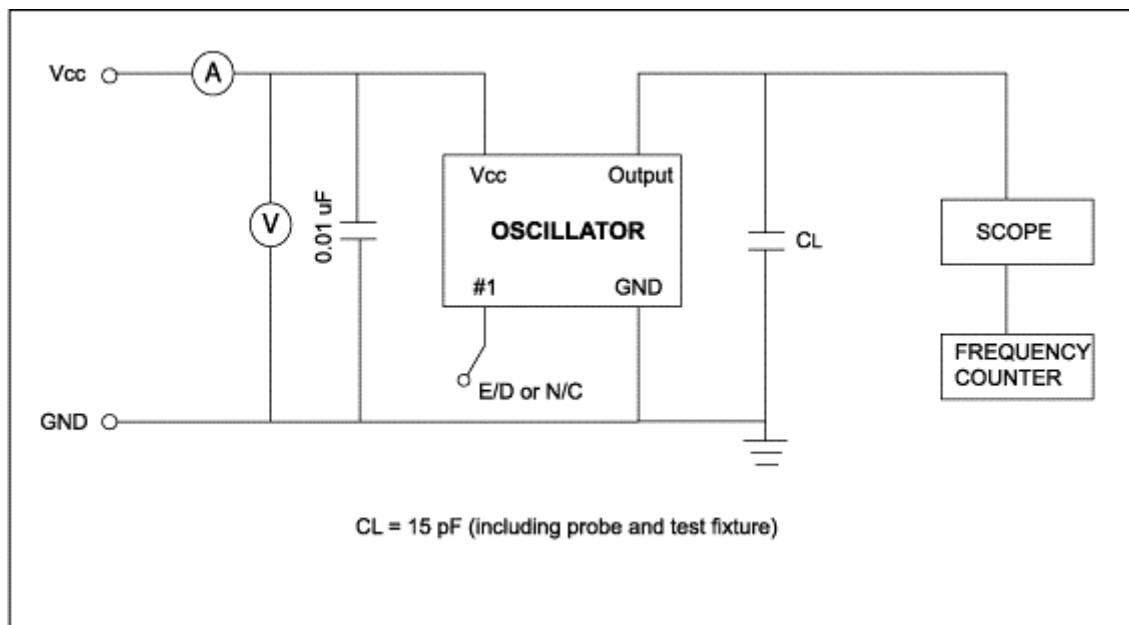 Vcc
A
V
0.01 uF
Vcc
Output
OSCILLATOR
#1
GND
E/D or N/C
CL
SCOPE
FREQUENCY
COUNTER
GND
CL = 15 pF (including probe and test fixture)